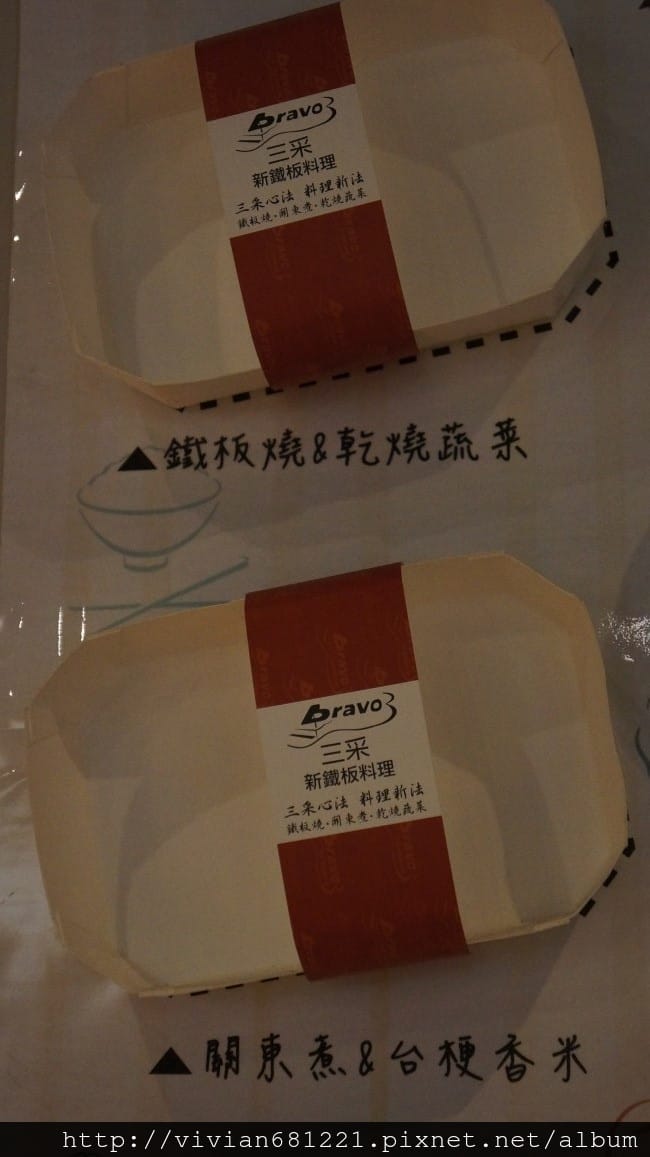 bravo3
三采
新鐵板料理
三采心法 料理新法
鐵板燒·關東煮·乾燒蔬菜
▲鐵板燒&乾燒蔬菜
bravo3
三采
新鐵板料理
三采心法 料理新法
鐵板燒·關東煮·乾燒蔬菜
▲關東煮&台梗香米
http://vivian681221.pixnet.net/album